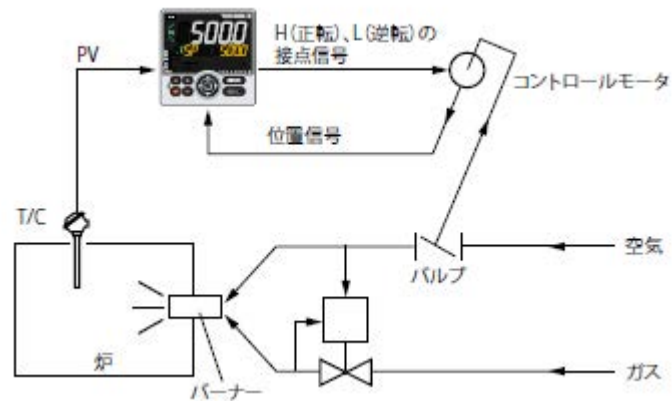 PV
5000
SP 5000
H(正転)、L(逆転)の
接点信号
コントロールモータ
位置信号
T/C
空気
バルブ
炉
バーナー
ガス